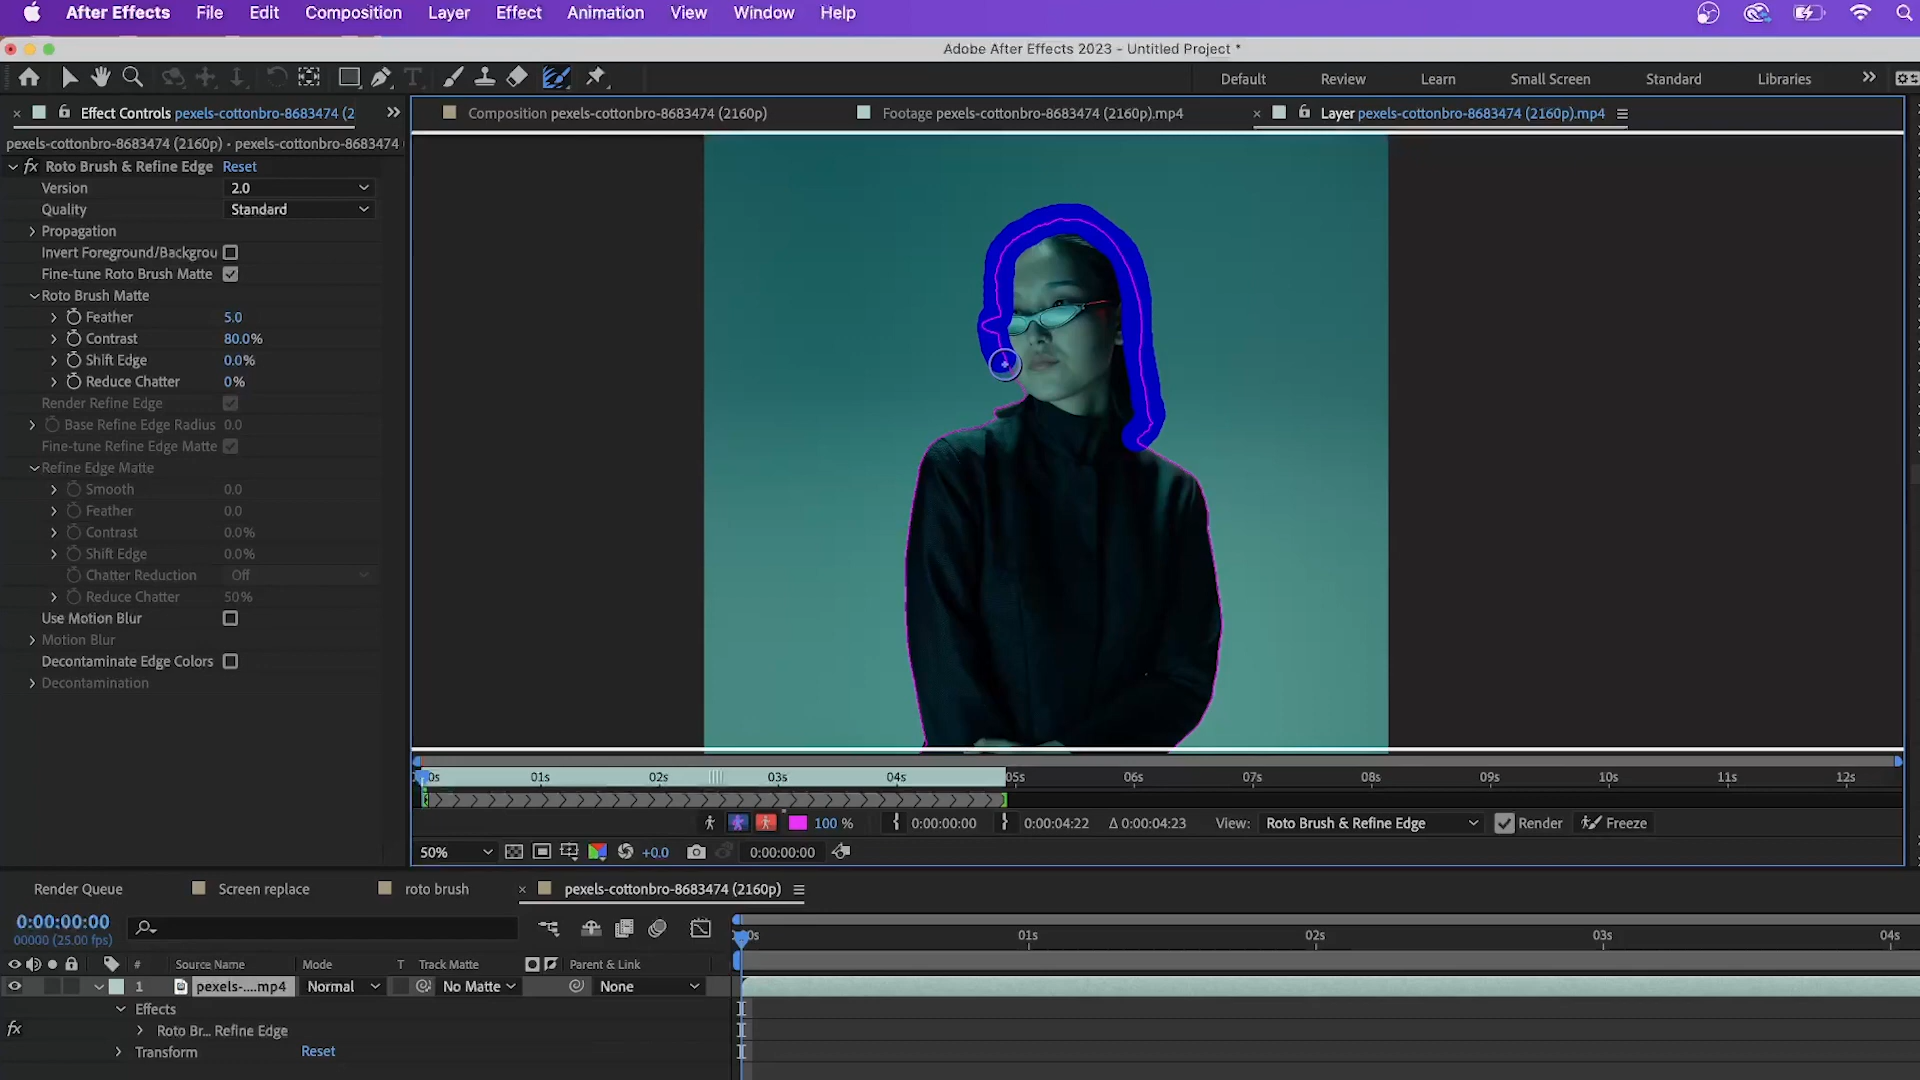 After Effects File Edit Composition Layer Effect Animation View Window Help
Adobe After Effects 2023 - Untitled Project *
Default Review Learn Small Screen Standard Libraries
Effect Controls pexels-cottonbro-8683474 (2
Composition pexels-cottonbro-8683474 (2160p)
Footage pexels-cottonbro-8683474 (2160p).mp4
Layer pexels-cottonbro-8683474 (2160p).mp4
pexels-cottonbro-8683474 (2160p) • pexels-cottonbro-8683474
fx Roto Brush & Refine Edge Reset
Version 2.0
Quality Standard
Propagation
Invert Foreground/Backgrou
Fine-tune Roto Brush Matte
Roto Brush Matte
Feather 5.0
Contrast 80.0%
Shift Edge 0.0%
Reduce Chatter 0%
Render Refine Edge
Base Refine Edge Radius 0.0
Fine-tune Refine Edge Matte
Refine Edge Matte
Smooth 0.0
Feather 0.0
Contrast 0.0%
Shift Edge 0.0%
Chatter Reduction Off
Reduce Chatter 50%
Use Motion Blur
Motion Blur
Decontaminate Edge Colors
Decontamination
0s 01s 02s 03s 04s 05s 06s 07s 08s 09s 10s 11s 12s
100 % 0:00:00:00 0:00:04:22 Δ 0:00:04:23 View: Roto Brush & Refine Edge Render Freeze
50% +0.0 0:00:00:00
Render Queue Screen replace roto brush pexels-cottonbro-8683474 (2160p)
0:00:00:00
00000 (25.00 fps)
0s 01s 02s 03s 04s
# Source Name Mode T Track Matte Parent & Link
1 pexels-....mp4 Normal No Matte None
Effects
fx Roto Br... Refine Edge
Transform Reset